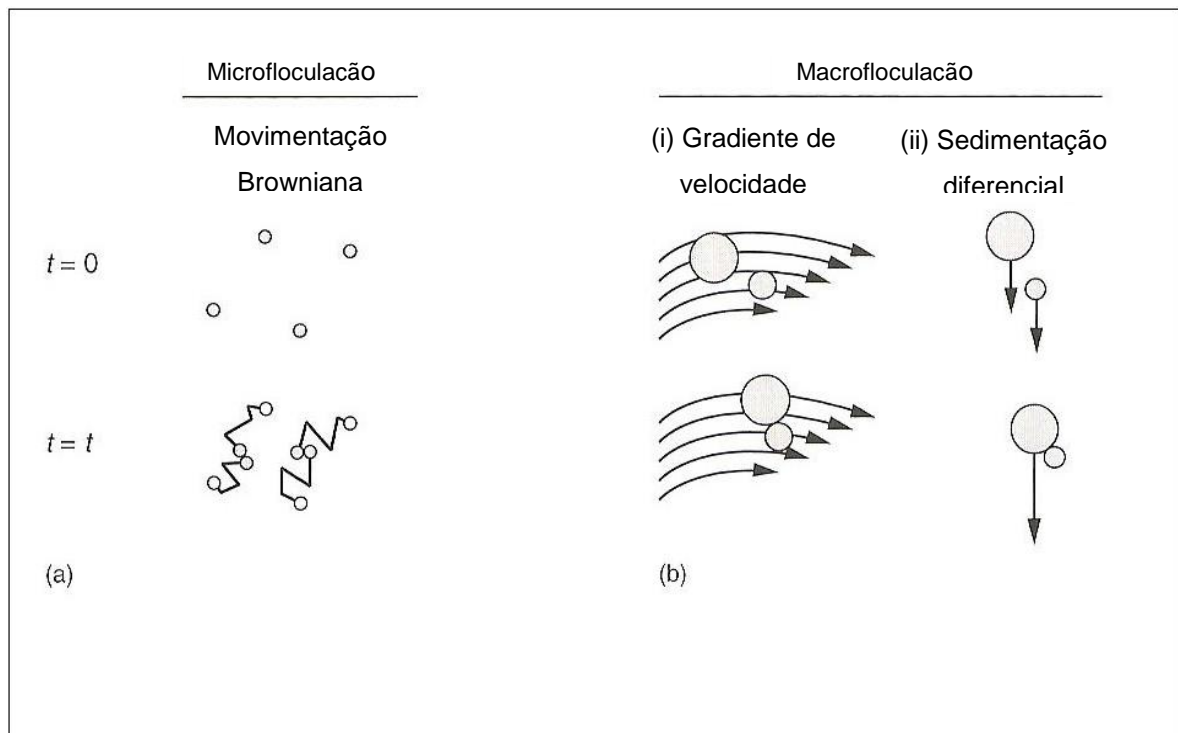 Microfloculacão
Macrofloculacão
Movimentação
Browniana
(i) Gradiente de
velocidade
(ii) Sedimentação
diferencial
t = 0
t = t
(a)
(b)